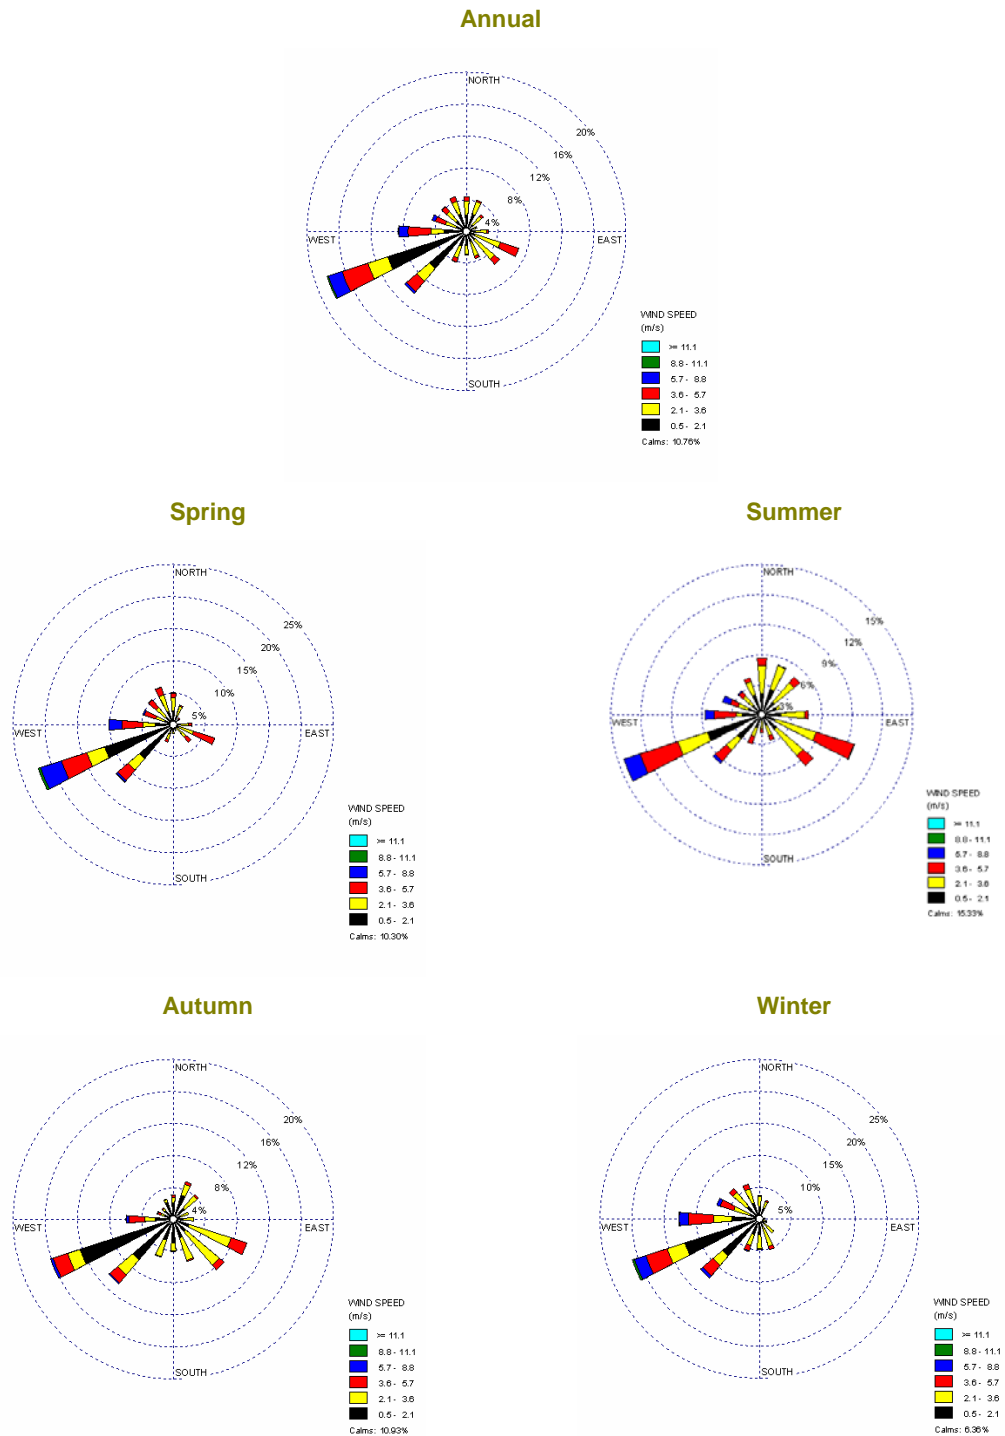 Annual
NORTH
20%
16%
12%
8%
4%
WEST
EAST
SOUTH
WIND SPEED
(m/s)
>= 11.1
8.8 - 11.1
5.7 - 8.8
3.6 - 5.7
2.1 - 3.6
0.5 - 2.1
Calms: 10.76%
Spring
NORTH
25%
20%
15%
10%
5%
WEST
EAST
SOUTH
WIND SPEED
(m/s)
>= 11.1
8.8 - 11.1
5.7 - 8.8
3.6 - 5.7
2.1 - 3.6
0.5 - 2.1
Calms: 10.30%
Summer
NORTH
15%
12%
9%
6%
3%
WEST
EAST
SOUTH
WIND SPEED
(m/s)
>= 11.1
8.8 - 11.1
5.7 - 8.8
3.6 - 5.7
2.1 - 3.6
0.5 - 2.1
Calms: 15.33%
Autumn
NORTH
20%
16%
12%
8%
4%
WEST
EAST
SOUTH
WIND SPEED
(m/s)
>= 11.1
8.8 - 11.1
5.7 - 8.8
3.6 - 5.7
2.1 - 3.6
0.5 - 2.1
Calms: 10.93%
Winter
NORTH
25%
20%
15%
10%
5%
WEST
EAST
SOUTH
WIND SPEED
(m/s)
>= 11.1
8.8 - 11.1
5.7 - 8.8
3.6 - 5.7
2.1 - 3.6
0.5 - 2.1
Calms: 6.36%